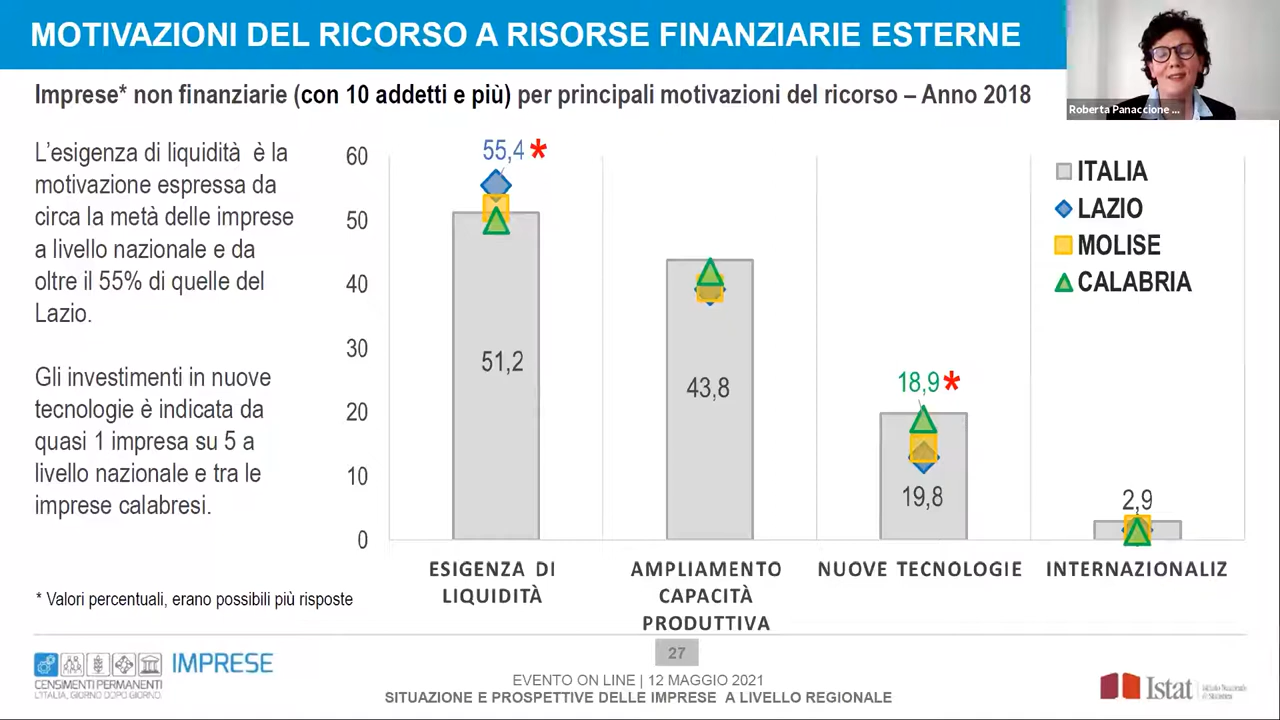 MOTIVAZIONI DEL RICORSO A RISORSE FINANZIARIE ESTERNE
Roberta Panaccione ...
Imprese* non finanziarie (con 10 addetti e più) per principali motivazioni del ricorso – Anno 2018
L'esigenza di liquidità è la
motivazione espressa da
circa la metà delle imprese
a livello nazionale e da
oltre il 55% di quelle del
Lazio.
Gli investimenti in nuove
tecnologie è indicata da
quasi 1 impresa su 5 a
livello nazionale e tra le
imprese calabresi.
* Valori percentuali, erano possibili più risposte
60
50
40
30
20
10
0
55,4 *
51,2
43,8
18,9 *
19,8
2,9
ITALIA
LAZIO
MOLISE
CALABRIA
ESIGENZA DI
LIQUIDITÀ
AMPLIAMENTO
CAPACITÀ
PRODUTTIVA
NUOVE TECNOLOGIE
INTERNAZIONALIZ
27
IMPRESE
CENSIMENTI PERMANENTI
L'ITALIA, GIORNO DOPO GIORNO
EVENTO ON LINE | 12 MAGGIO 2021
SITUAZIONE E PROSPETTIVE DELLE IMPRESE A LIVELLO REGIONALE
Istat